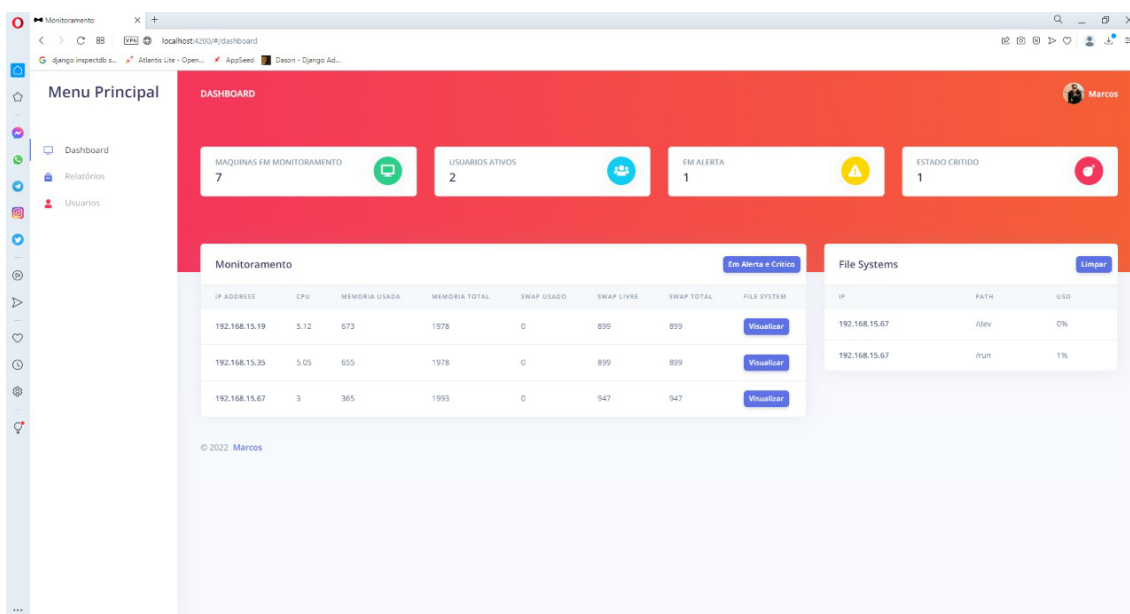 Monitoramento
VPN localhost:4200/#/dashboard
django inspectdb s... Atlantis Lite - Open... AppSeed Dason - Django Ad...
Menu Principal
Dashboard
Relatórios
Usuarios
DASHBOARD
Marcos
MAQUINAS EM MONITORAMENTO
7
USUARIOS ATIVOS
2
EM ALERTA
1
ESTADO CRITIDO
1
Monitoramento
Em Alerta e Critico
IP ADDRESS CPU MEMORIA USADA MEMORIA TOTAL SWAP USADO SWAP LIVRE SWAP TOTAL FILE SYSTEM
192.168.15.19 5.12 673 1978 0 899 899 Visualizar
192.168.15.35 5.05 655 1978 0 899 899 Visualizar
192.168.15.67 3 365 1993 0 947 947 Visualizar
File Systems
Limpar
IP PATH USO
192.168.15.67 /dev 0%
192.168.15.67 /run 1%
© 2022 Marcos